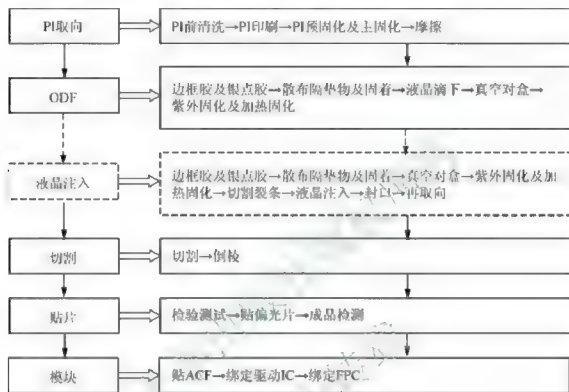 PI取向
PI前清洗→PI印刷→PI预固化及主固化→摩擦
ODF
边框胶及银点胶→散布隔垫物及固着→液晶滴下→真空对盒→
紫外固化及加热固化
液晶注入
边框胶及银点胶→散布隔垫物及固着→真空对盒→紫外固化及加
热固化→切割裂条→液晶注入→封口→再取向
切割
切割→倒棱
贴片
检验测试→贴偏光片→成品检测
模块
贴ACF→绑定驱动IC→绑定FPC